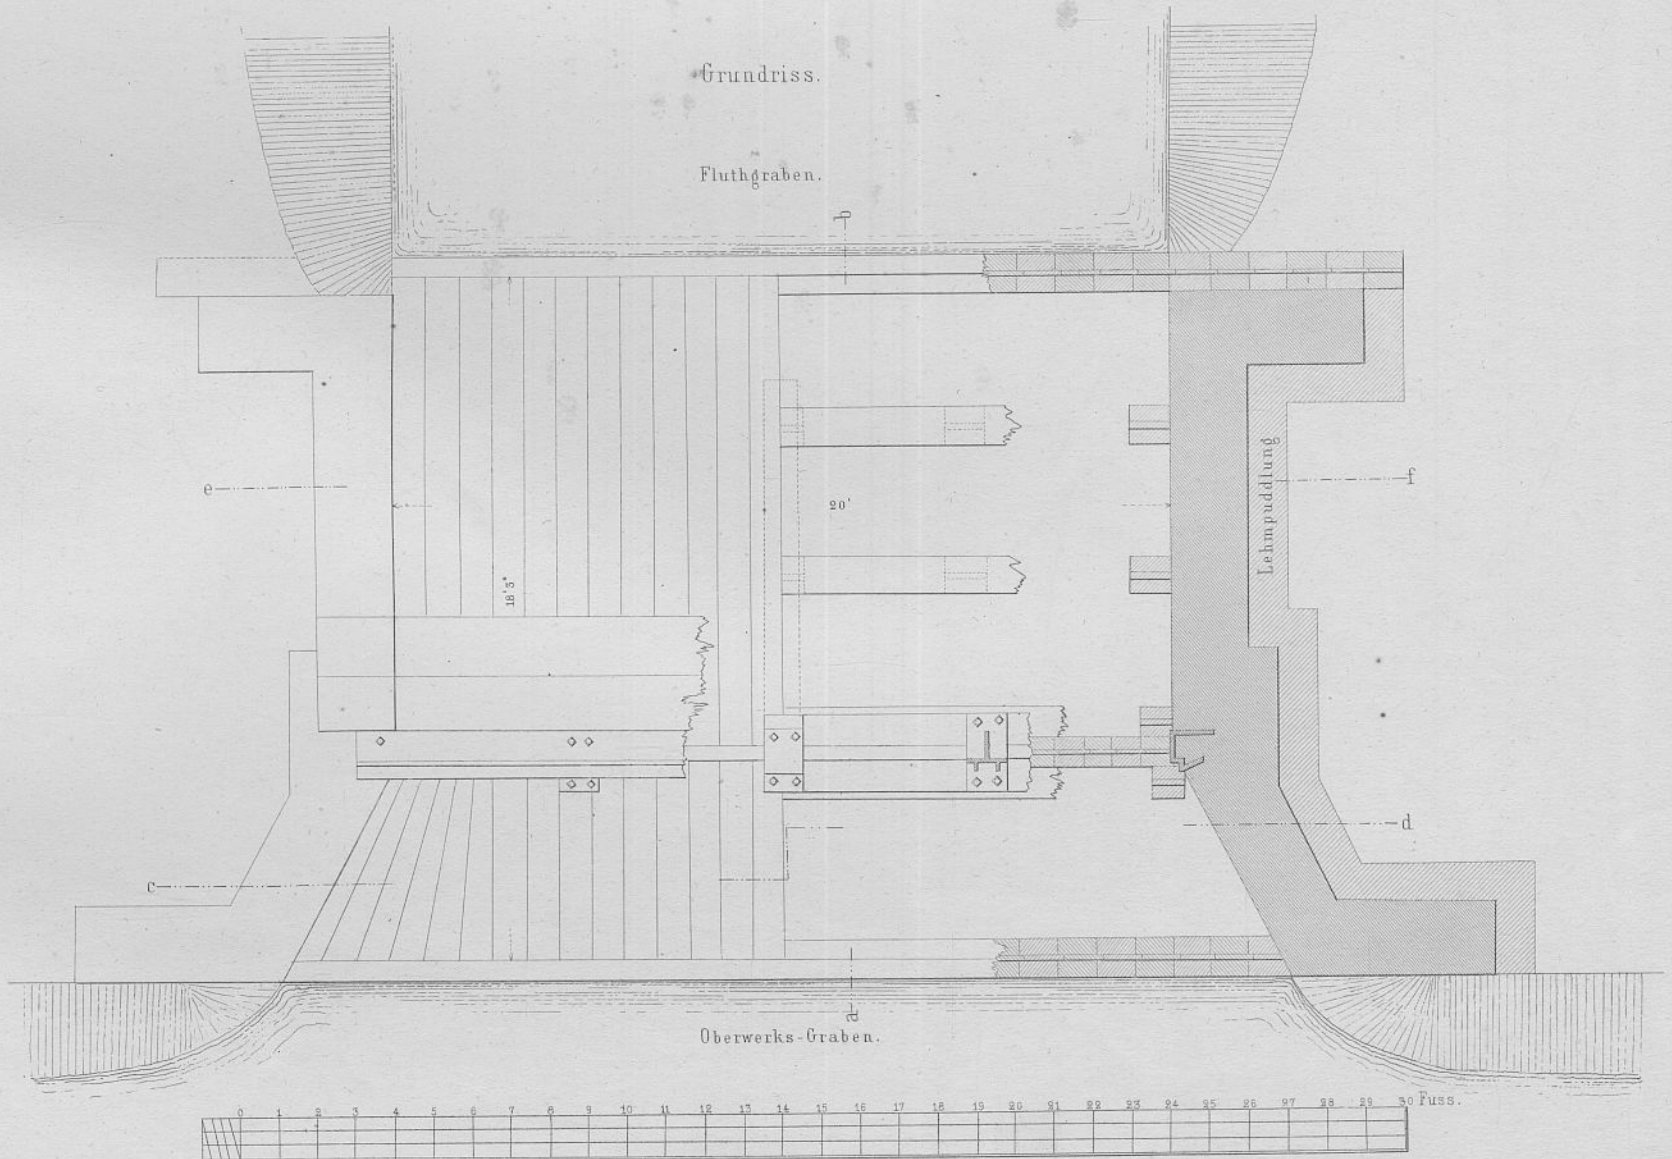 Grundriss.
Fluthgraben.
b
e
f
Lehmpuddlung
20'
18'3"
d
c
a
Oberwerks-Graben.
0 1 2 3 4 5 6 7 8 9 10 11 12 13 14 15 16 17 18 19 20 21 22 23 24 25 26 27 28 29 30 Fuss.